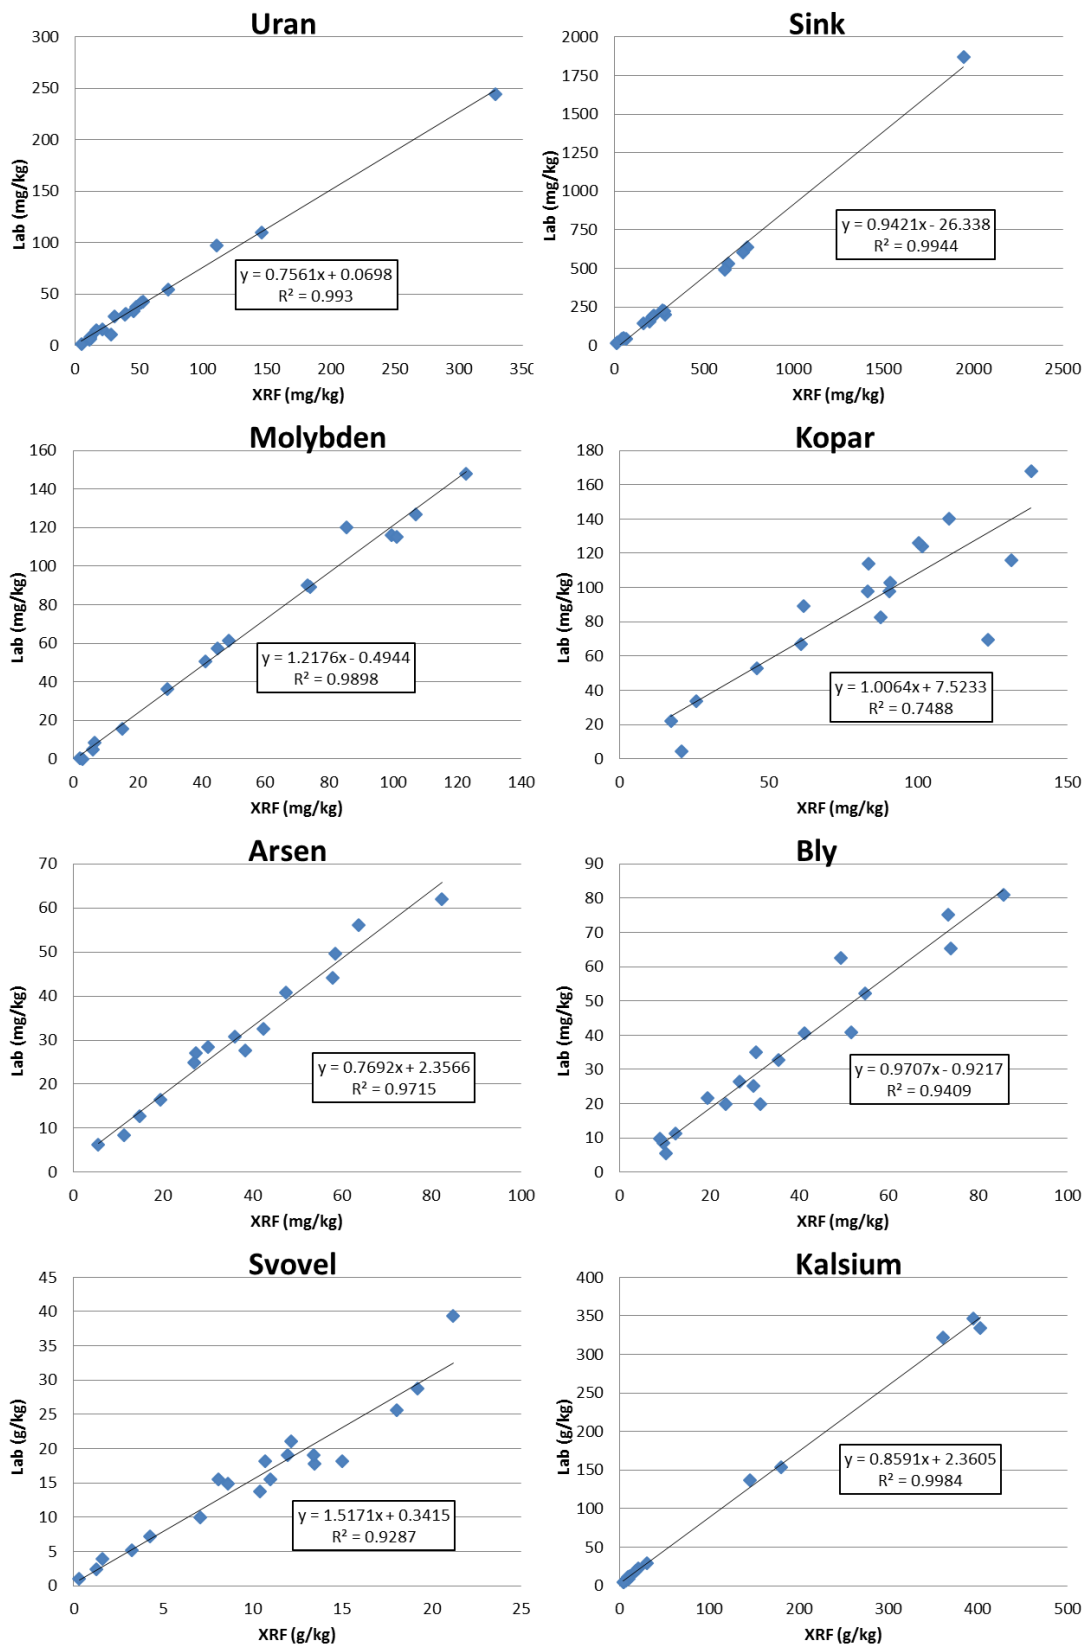 Uran
300
250
200
150
100
50
0
0 50 100 150 200 250 300 350
Lab (mg/kg)
XRF (mg/kg)
y = 0.7561x + 0.0698
R² = 0.993
Sink
2000
1750
1500
1250
1000
750
500
250
0
0 500 1000 1500 2000 2500
Lab (mg/kg)
XRF (mg/kg)
y = 0.9421x - 26.338
R² = 0.9944
Molybden
160
140
120
100
80
60
40
20
0
0 20 40 60 80 100 120 140
Lab (mg/kg)
XRF (mg/kg)
y = 1.2176x - 0.4944
R² = 0.9898
Kopar
180
160
140
120
100
80
60
40
20
0
0 50 100 150
Lab (mg/kg)
XRF (mg/kg)
y = 1.0064x + 7.5233
R² = 0.7488
Arsen
70
60
50
40
30
20
10
0
0 20 40 60 80 100
Lab (mg/kg)
XRF (mg/kg)
y = 0.7692x + 2.3566
R² = 0.9715
Bly
90
80
70
60
50
40
30
20
10
0
0 20 40 60 80 100
Lab (mg/kg)
XRF (mg/kg)
y = 0.9707x - 0.9217
R² = 0.9409
Svovel
45
40
35
30
25
20
15
10
5
0
0 5 10 15 20 25
Lab (g/kg)
XRF (g/kg)
y = 1.5171x + 0.3415
R² = 0.9287
Kalsium
400
350
300
250
200
150
100
50
0
0 100 200 300 400 500
Lab (g/kg)
XRF (g/kg)
y = 0.8591x + 2.3605
R² = 0.9984